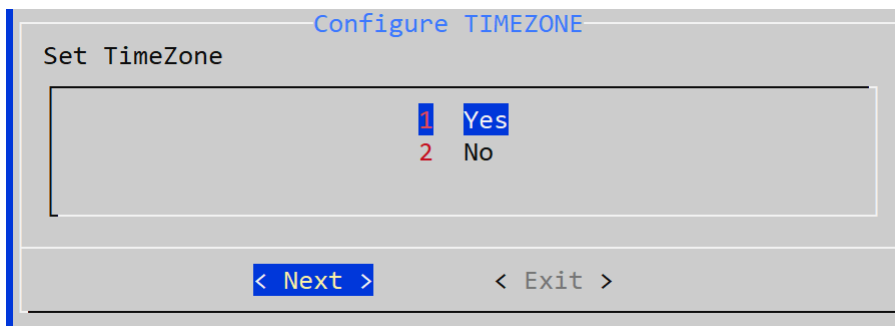 Configure TIMEZONE
Set TimeZone
1 Yes
2 No
< Next > < Exit >